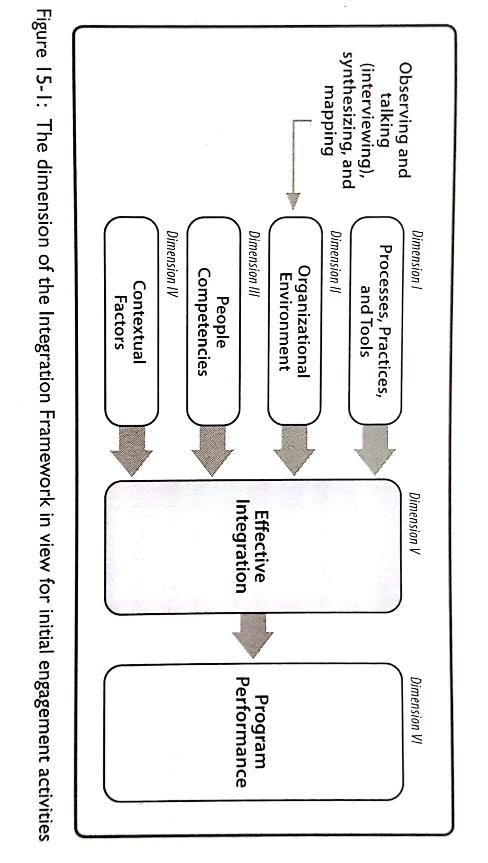 Observing and
talking
(interviewing),
synthesizing, and
mapping
Dimension I
Processes, Practices,
and Tools
Dimension II
Organizational
Environment
Dimension III
People
Competencies
Dimension IV
Contextual
Factors
Dimension V
Effective
Integration
Dimension VI
Program
Performance
Figure 15-1: The dimension of the Integration Framework in view for initial engagement activities